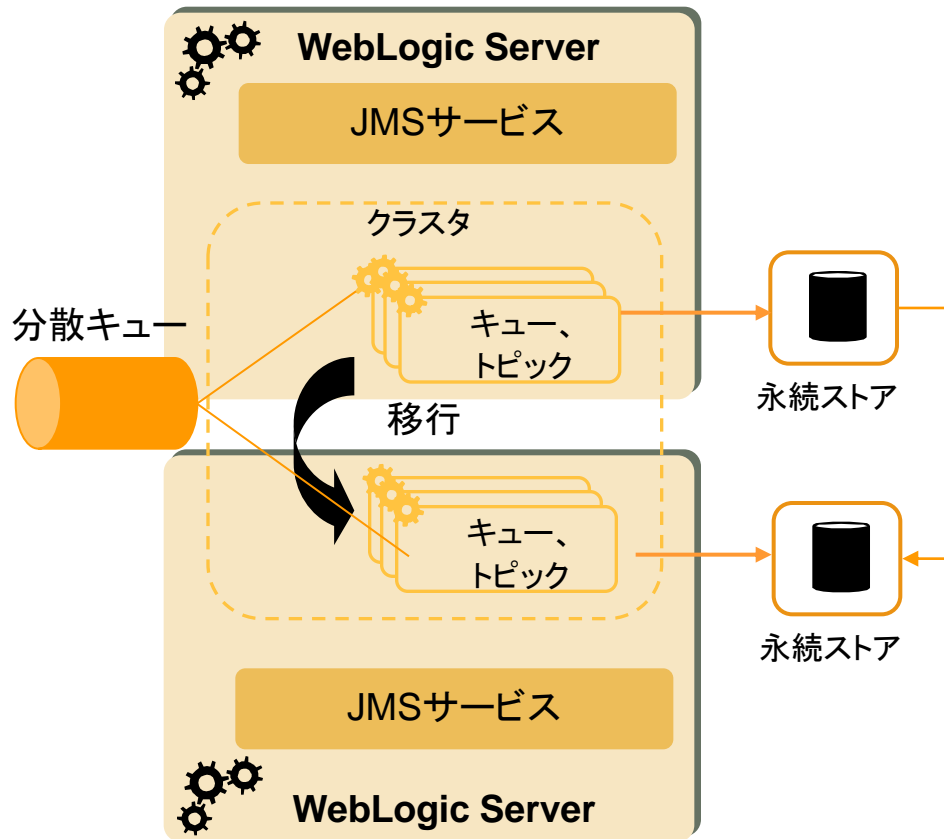 WebLogic Server
JMSサービス
クラスタ
分散キュー
キュー、
トピック
永続ストア
移行
キュー、
トピック
永続ストア
JMSサービス
WebLogic Server